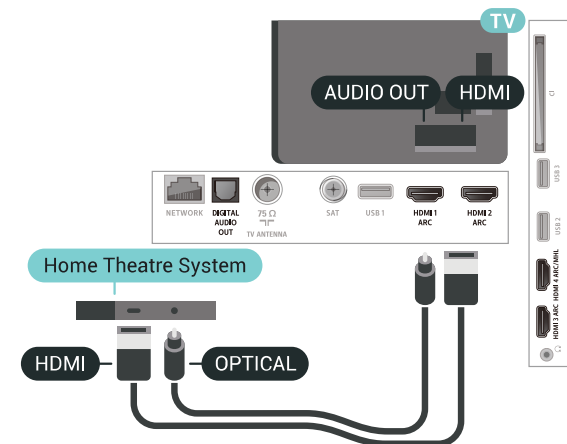 TV
AUDIO OUT
HDMI
CI
USB 3
USB 2
HDMI 4 ARC/MHL
HDMI 3 ARC
NETWORK
DIGITAL
AUDIO
OUT
75 Ω
TV ANTENNA
SAT
USB 1
HDMI 1
ARC
HDMI 2
ARC
Home Theatre System
HDMI
OPTICAL